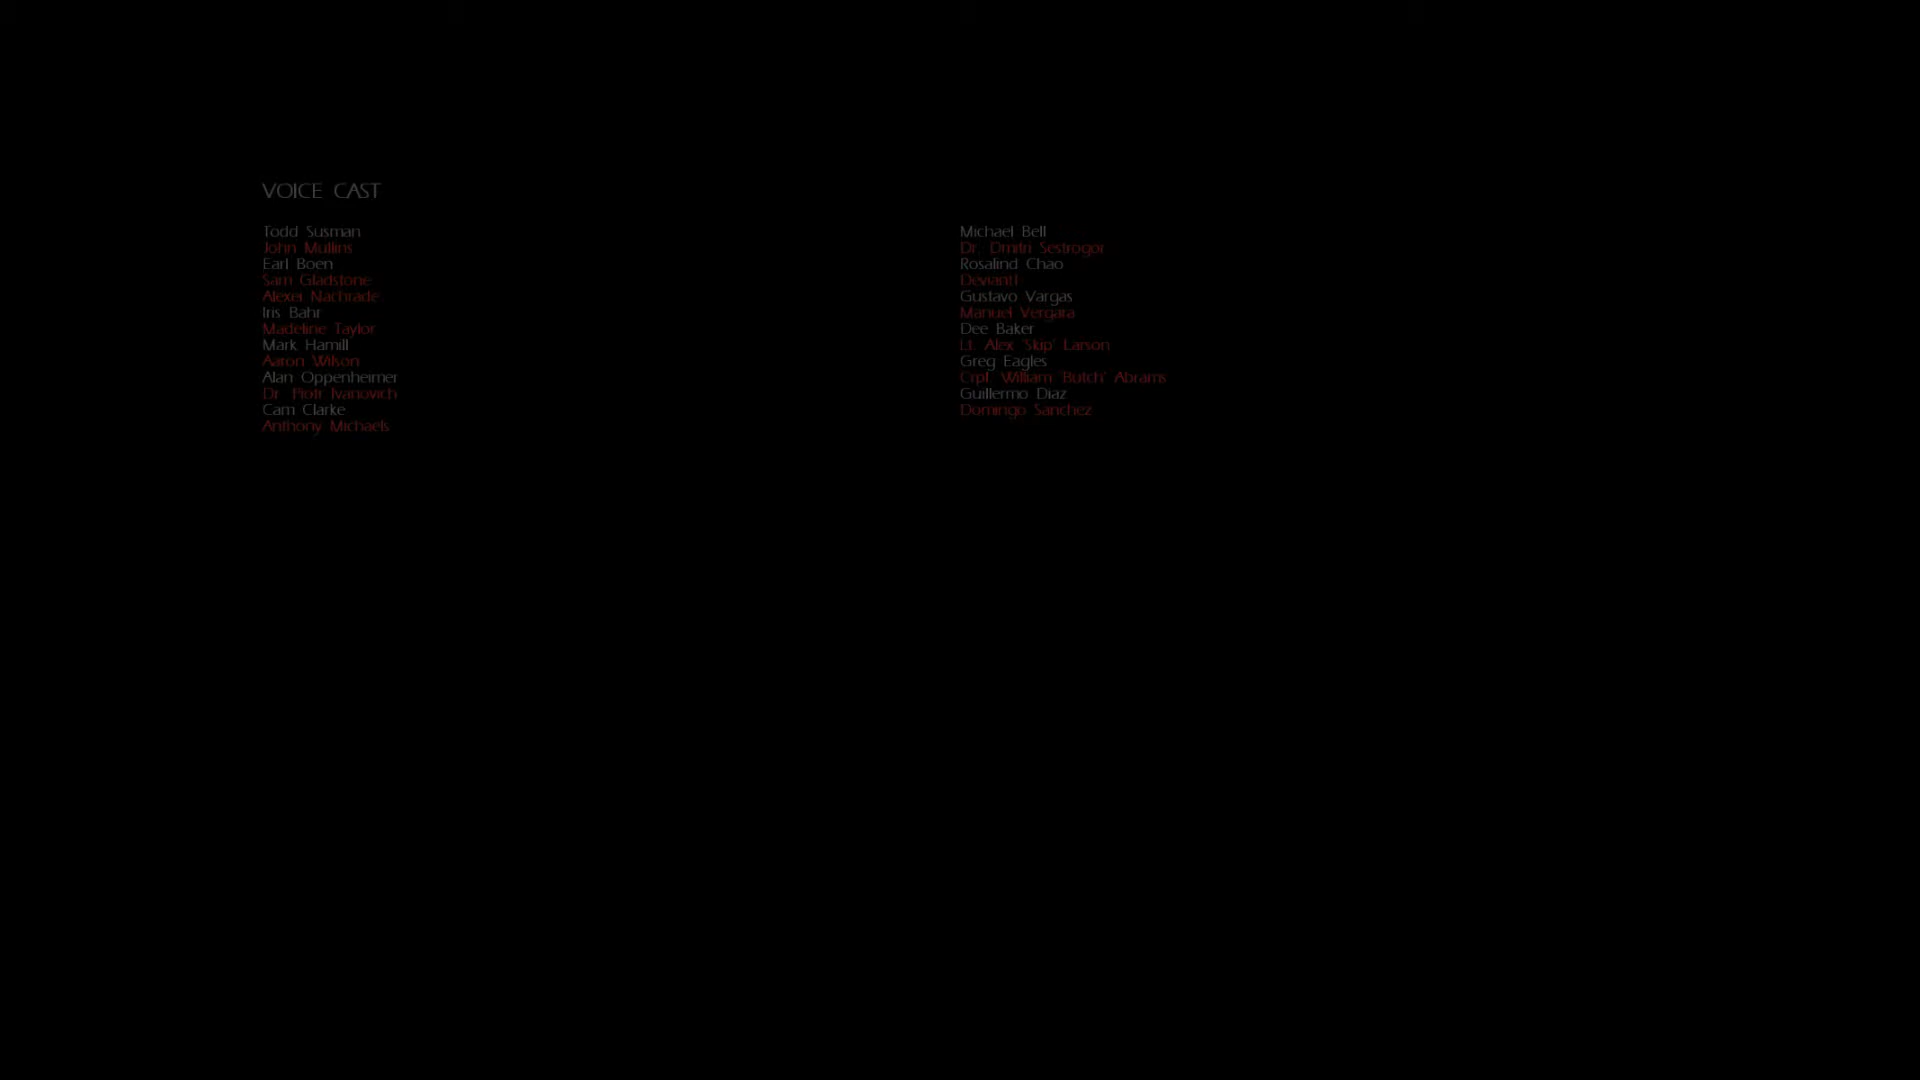 VOICE CAST
Todd Susman
John Mullins
Earl Boen
Sam Gladstone
Alexei Nachrade
Iris Bahr
Madeline Taylor
Mark Hamill
Aaron Wilson
Alan Oppenheimer
Dr. Piotr Ivanovich
Cam Clarke
Anthony Michaels
Michael Bell
Dr. Dmitri Sestrogor
Rosalind Chao
Deviant1
Gustavo Vargas
Manuel Vergara
Dee Baker
Lt. Alex 'Skip' Larson
Greg Eagles
Crpl. William 'Butch' Abrams
Guillermo Diaz
Domingo Sanchez